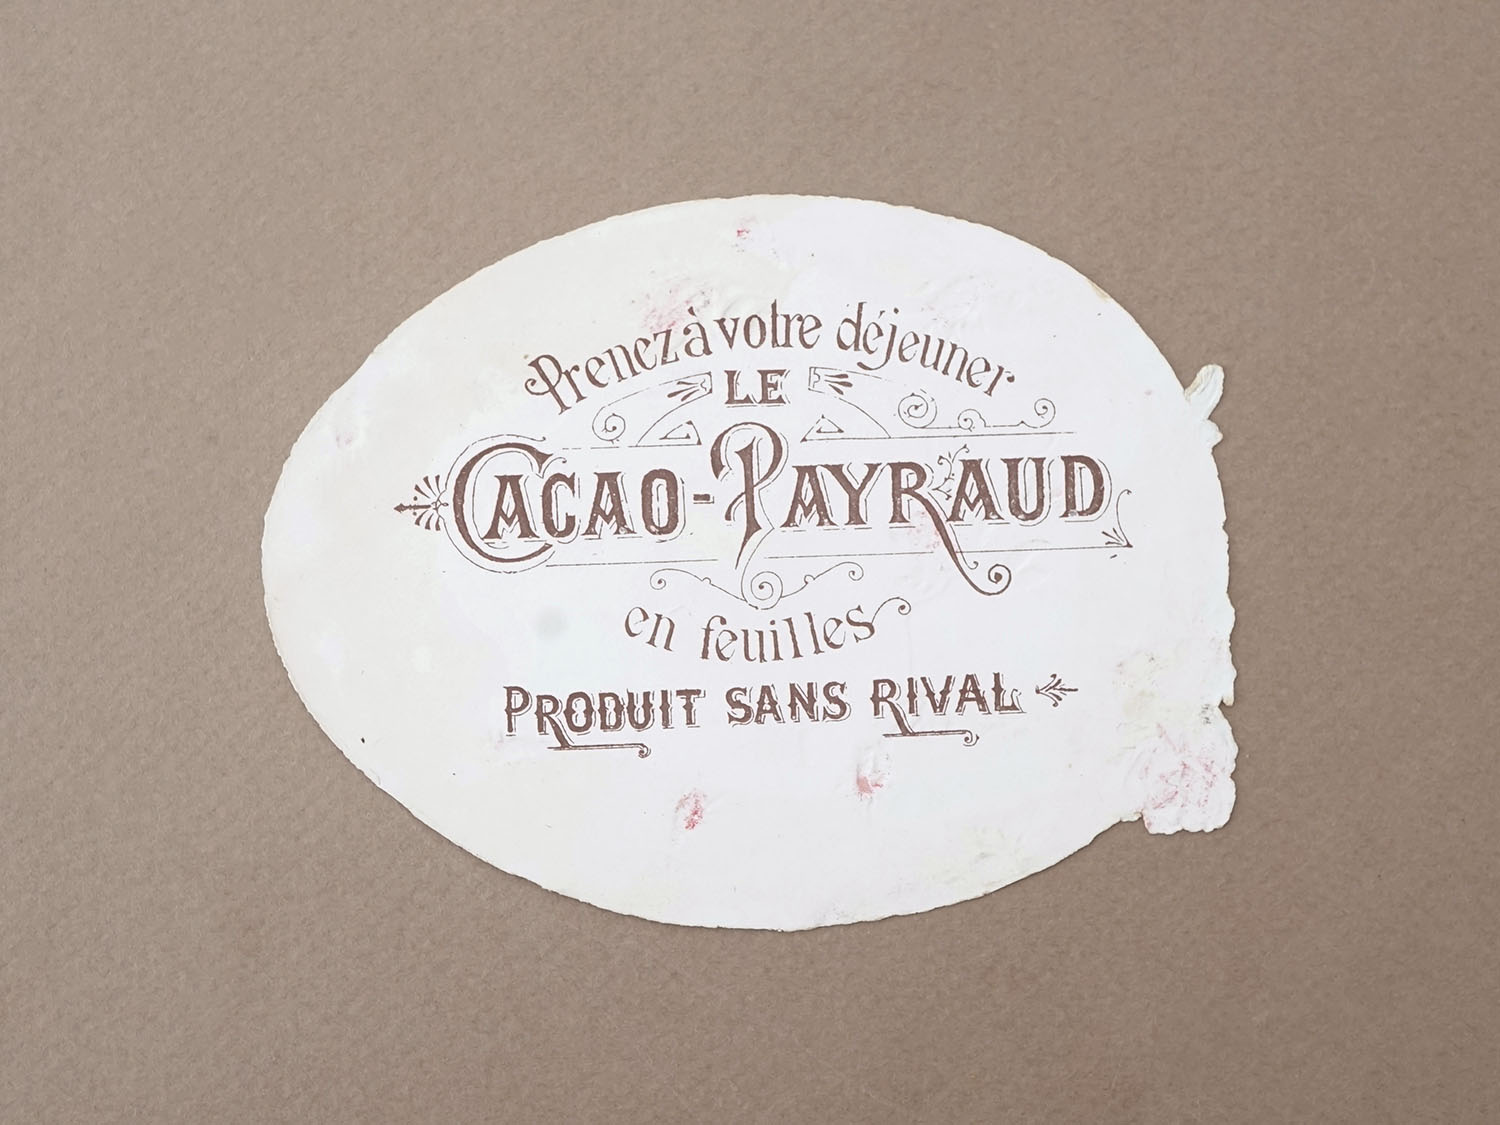 Prenez à votre déjeuner
LE
CACAO-PAYRAUD
en feuilles
PRODUIT SANS RIVAL